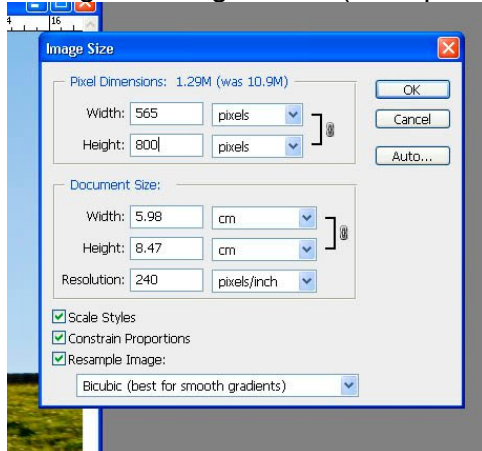 4 16
Image Size
Pixel Dimensions: 1.29M (was 10.9M)
Width: 565 pixels
Height: 800 pixels
OK
Cancel
Auto...
Document Size:
Width: 5.98 cm
Height: 8.47 cm
Resolution: 240 pixels/inch
Scale Styles
Constrain Proportions
Resample Image:
Bicubic (best for smooth gradients)